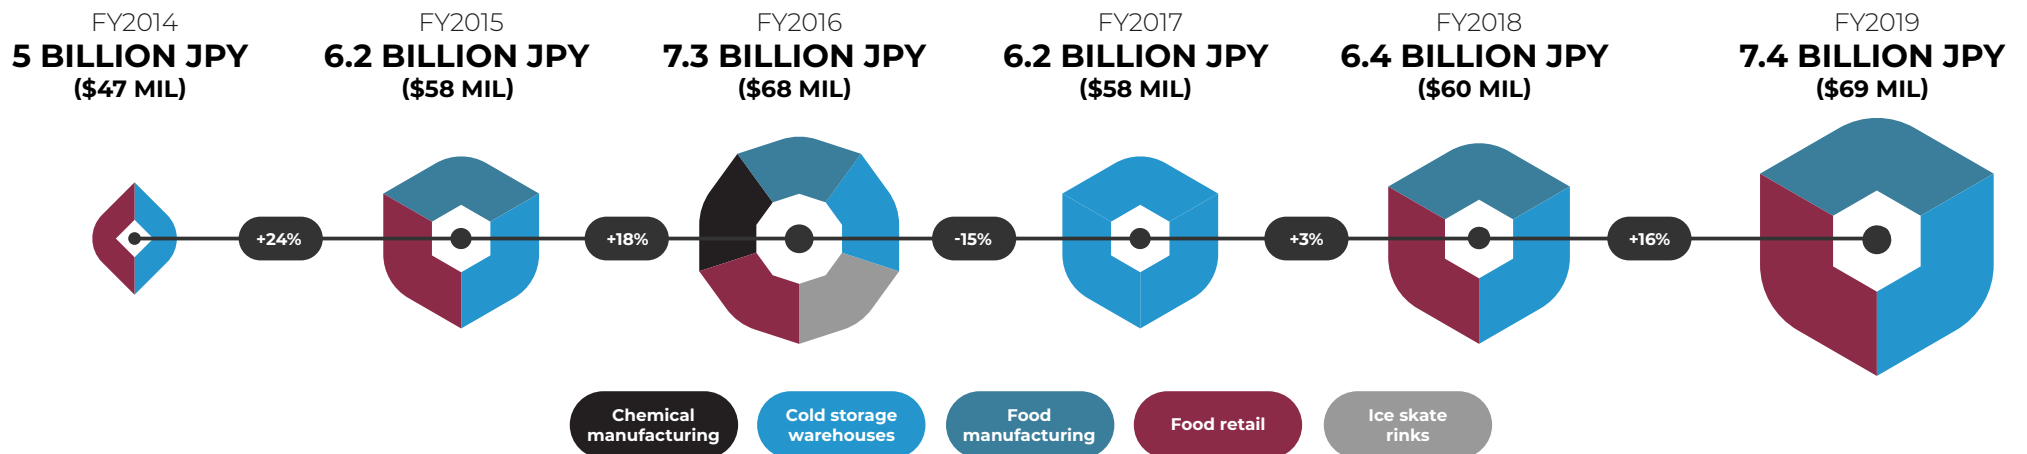 FY2014
5 BILLION JPY
($47 MIL)
FY2015
6.2 BILLION JPY
($58 MIL)
FY2016
7.3 BILLION JPY
($68 MIL)
FY2017
6.2 BILLION JPY
($58 MIL)
FY2018
6.4 BILLION JPY
($60 MIL)
FY2019
7.4 BILLION JPY
($69 MIL)
+24%
+18%
-15%
+3%
+16%
Chemical
manufacturing
Cold storage
warehouses
Food
manufacturing
Food retail
Ice skate
rinks